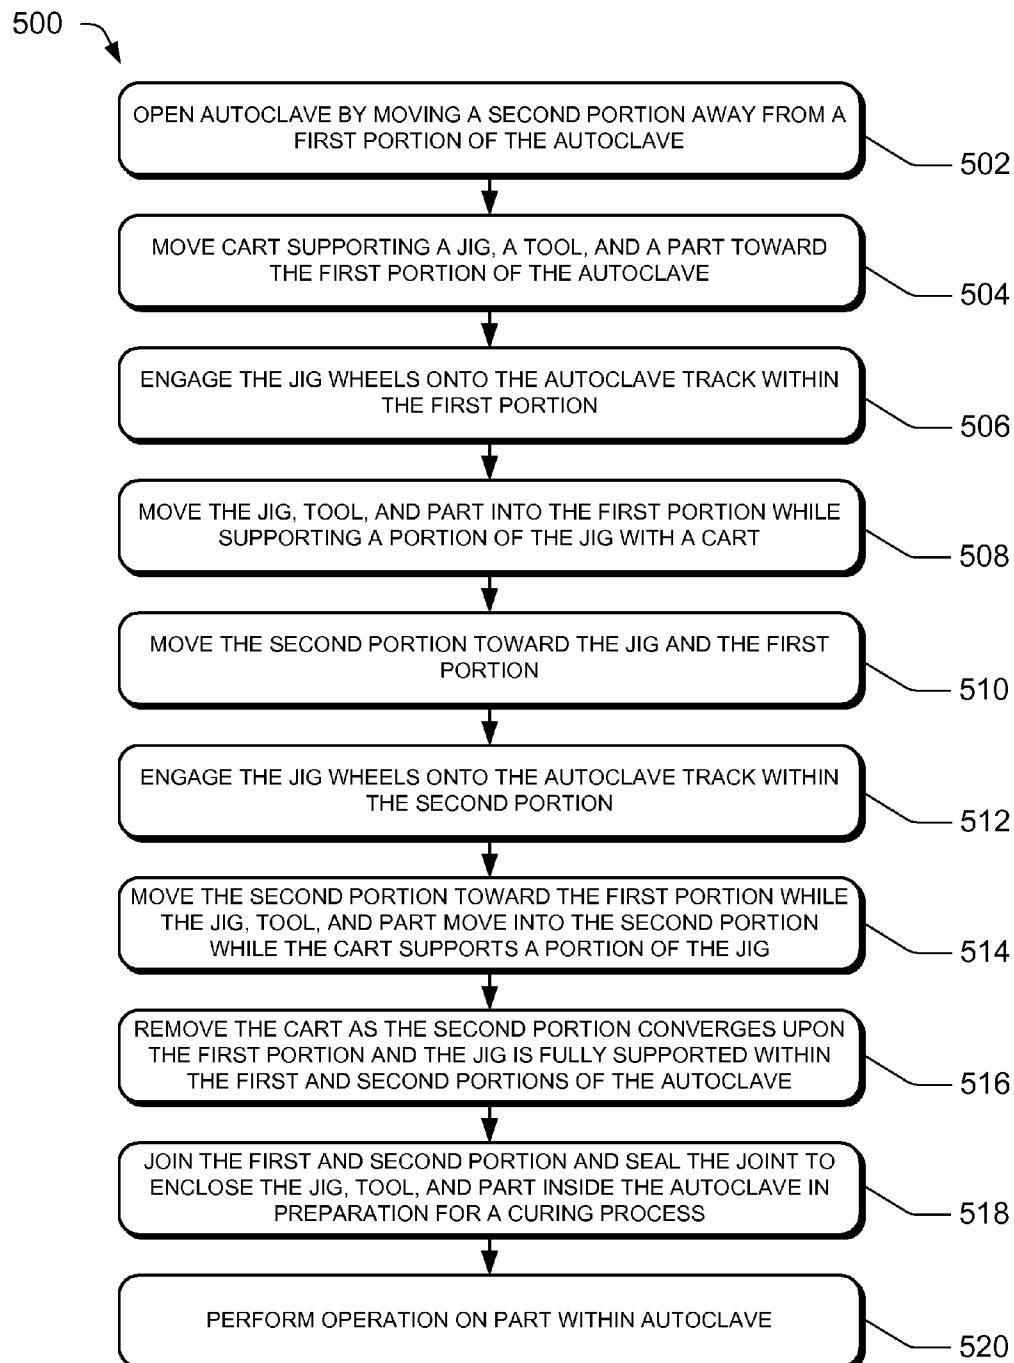 500
OPEN AUTOCLAVE BY MOVING A SECOND PORTION AWAY FROM A
FIRST PORTION OF THE AUTOCLAVE
502
MOVE CART SUPPORTING A JIG, A TOOL, AND A PART TOWARD
THE FIRST PORTION OF THE AUTOCLAVE
504
ENGAGE THE JIG WHEELS ONTO THE AUTOCLAVE TRACK WITHIN
THE FIRST PORTION
506
MOVE THE JIG, TOOL, AND PART INTO THE FIRST PORTION WHILE
SUPPORTING A PORTION OF THE JIG WITH A CART
508
MOVE THE SECOND PORTION TOWARD THE JIG AND THE FIRST
PORTION
510
ENGAGE THE JIG WHEELS ONTO THE AUTOCLAVE TRACK WITHIN
THE SECOND PORTION
512
MOVE THE SECOND PORTION TOWARD THE FIRST PORTION WHILE
THE JIG, TOOL, AND PART MOVE INTO THE SECOND PORTION
WHILE THE CART SUPPORTS A PORTION OF THE JIG
514
REMOVE THE CART AS THE SECOND PORTION CONVERGES UPON
THE FIRST PORTION AND THE JIG IS FULLY SUPPORTED WITHIN
THE FIRST AND SECOND PORTIONS OF THE AUTOCLAVE
516
JOIN THE FIRST AND SECOND PORTION AND SEAL THE JOINT TO
ENCLOSE THE JIG, TOOL, AND PART INSIDE THE AUTOCLAVE IN
PREPARATION FOR A CURING PROCESS
518
PERFORM OPERATION ON PART WITHIN AUTOCLAVE
520